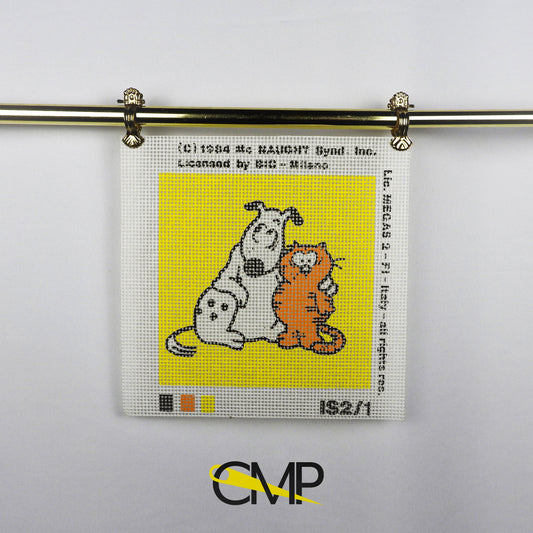 (C) 1984 Mc NAUGHT Synd. Inc.
Licensed by BIC - Milano
Lic. MEGAS 2 - FI - Italy - all rights res.
IS2/1
CMP